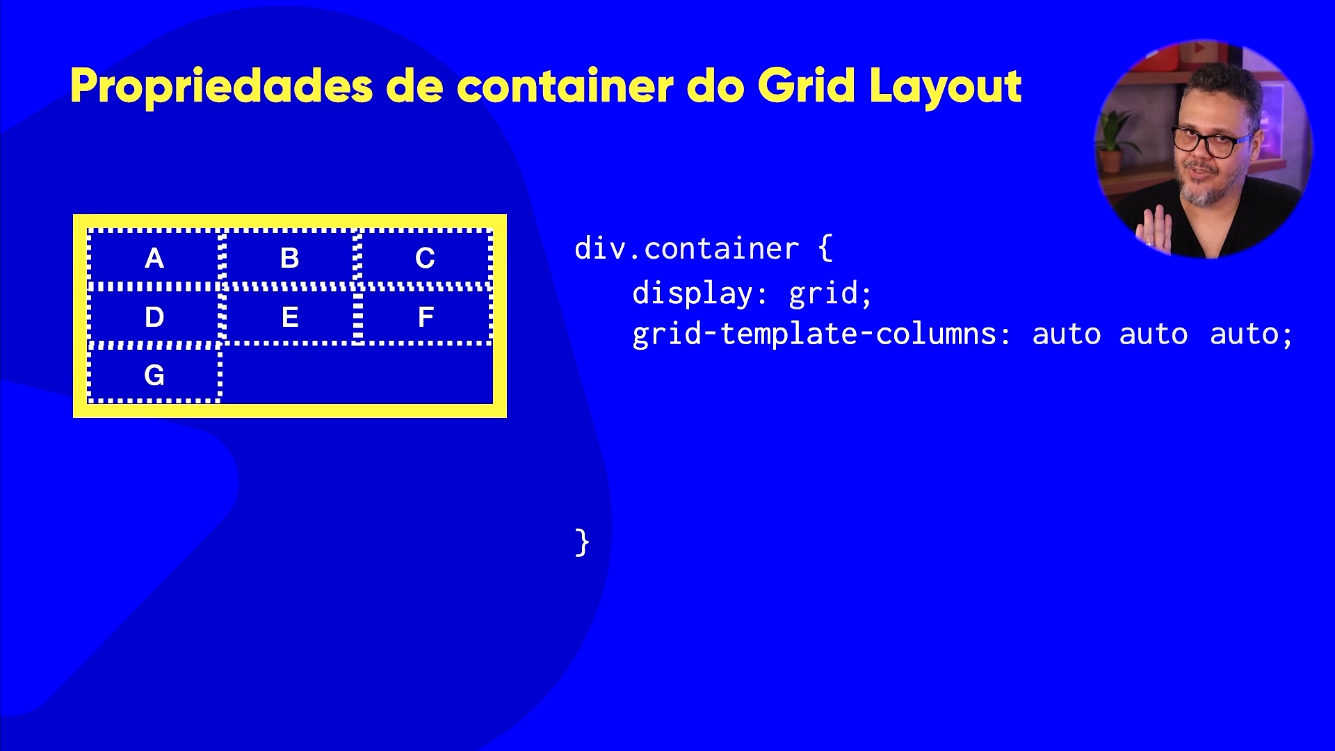 Propriedades de container do Grid Layout
A B C
D E F
G
div.container {
display: grid;
grid-template-columns: auto auto auto;
}